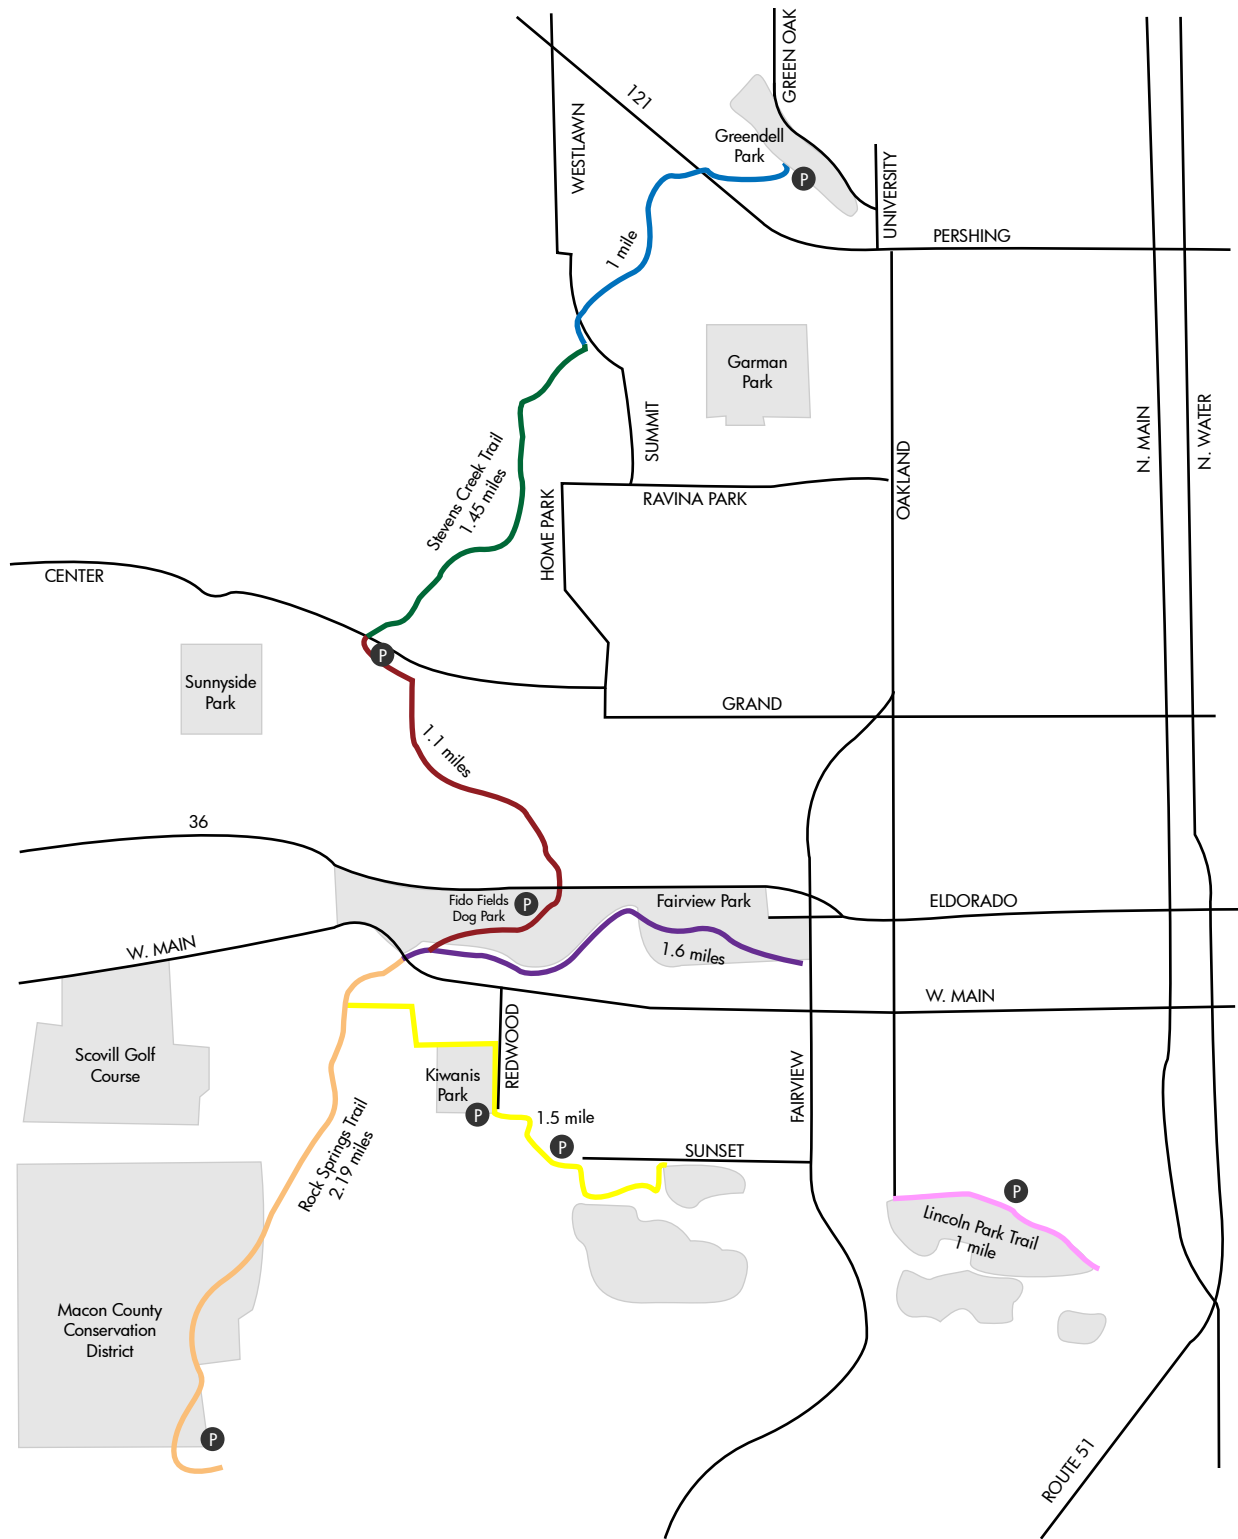 GREEN OAK
121
WESTLAWN
Greendell
Park
P
UNIVERSITY
PERSHING
1 mile
Garman
Park
SUMMIT
N. MAIN
N. WATER
OAKLAND
Stevens Creek Trail
1.45 miles
HOME PARK
RAVINA PARK
CENTER
P
Sunnyside
Park
GRAND
1.1 miles
36
Fido Fields
Dog Park
P
Fairview Park
ELDORADO
W. MAIN
1.6 miles
W. MAIN
Scovill Golf
Course
REDWOOD
Kiwanis
Park
P
FAIRVIEW
1.5 mile
P
SUNSET
Rock Springs Trail
2.19 miles
P
Lincoln Park Trail
1 mile
Macon County
Conservation
District
P
ROUTE 51